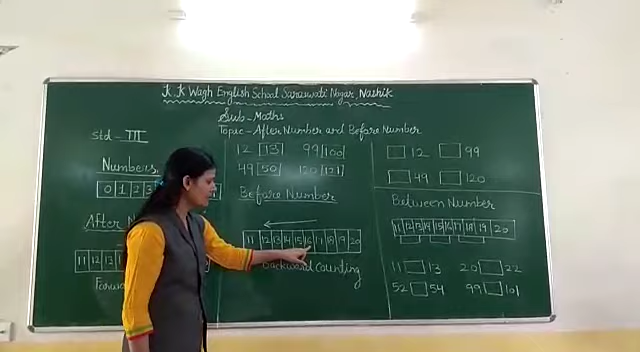 K.K Wagh English School Saraswati Nagar, Nashik
Sub - Maths
Std - III
Topic - After Number and Before Number
12 13 99 100
49 50 120 121
Numbers
0 1 2 3
Before Number
11 12 13 14 15 16 17 18 19 20
Backward Counting
After N
11 12 13
Forw
12 99
49 120
Between Number
11 12 13 14 15 16 17 18 19 20
11 13 20 22
52 54 99 101